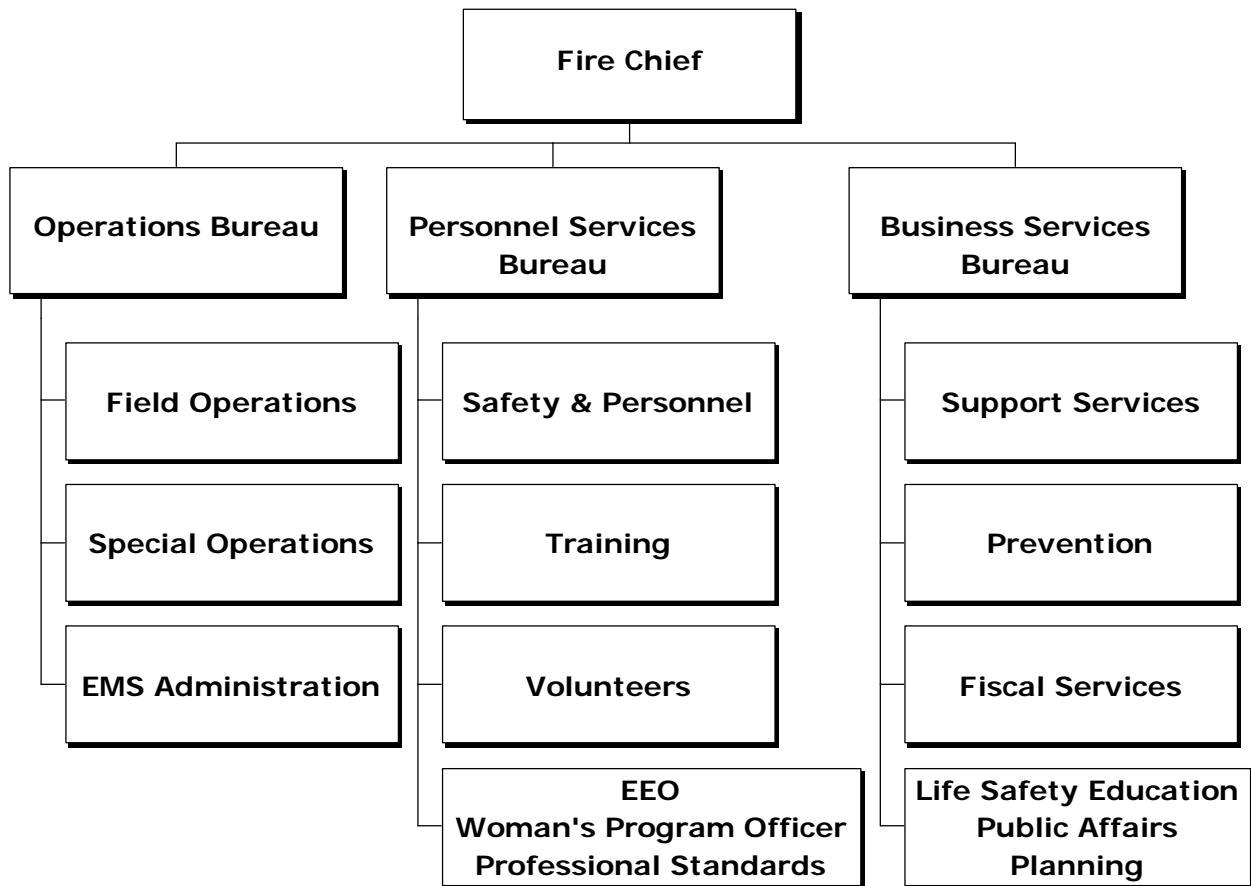 Fire Chief
Operations Bureau
Personnel Services
Bureau
Business Services
Bureau
Field Operations
Safety & Personnel
Support Services
Special Operations
Training
Prevention
EMS Administration
Volunteers
Fiscal Services
EEO
Woman's Program Officer
Professional Standards
Life Safety Education
Public Affairs
Planning